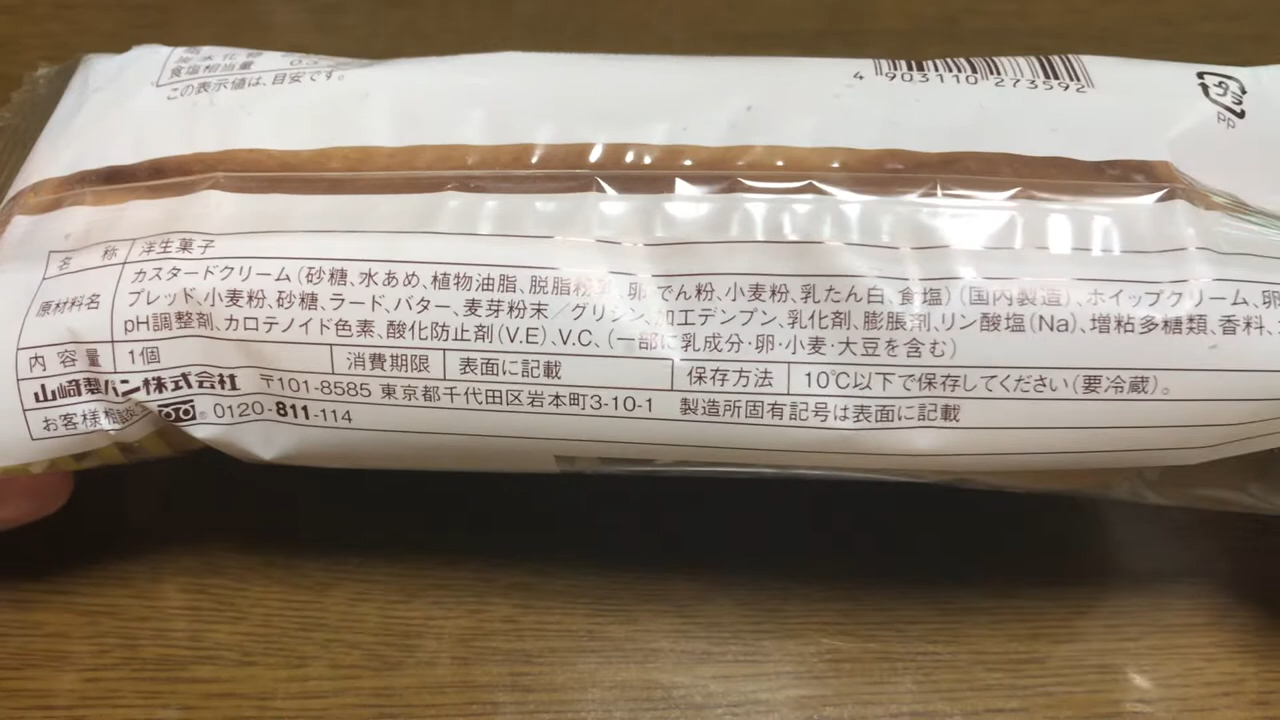 食塩相当量 0.3
この表示値は、目安です。
4 903110 273592
PP
名 称 洋生菓子
原材料名 カスタードクリーム(砂糖、水あめ、植物油脂、脱脂粉乳、卵、でん粉、小麦粉、乳たん白、食塩)(国内製造)、ホイップクリーム、卵
ブレッド、小麦粉、砂糖、ラード、バター、麦芽粉末/グリシン、加工デンプン、乳化剤、膨脹剤、リン酸塩(Na)、増粘多糖類、香料、
pH調整剤、カロテノイド色素、酸化防止剤(V.E)、V.C、(一部に乳成分・卵・小麦・大豆を含む)
内 容 量 1個 消費期限 表面に記載 保存方法 10℃以下で保存してください(要冷蔵)。
山崎製パン株式会社 〒101-8585 東京都千代田区岩本町3-10-1 製造所固有記号は表面に記載
お客様相談 0120-811-114